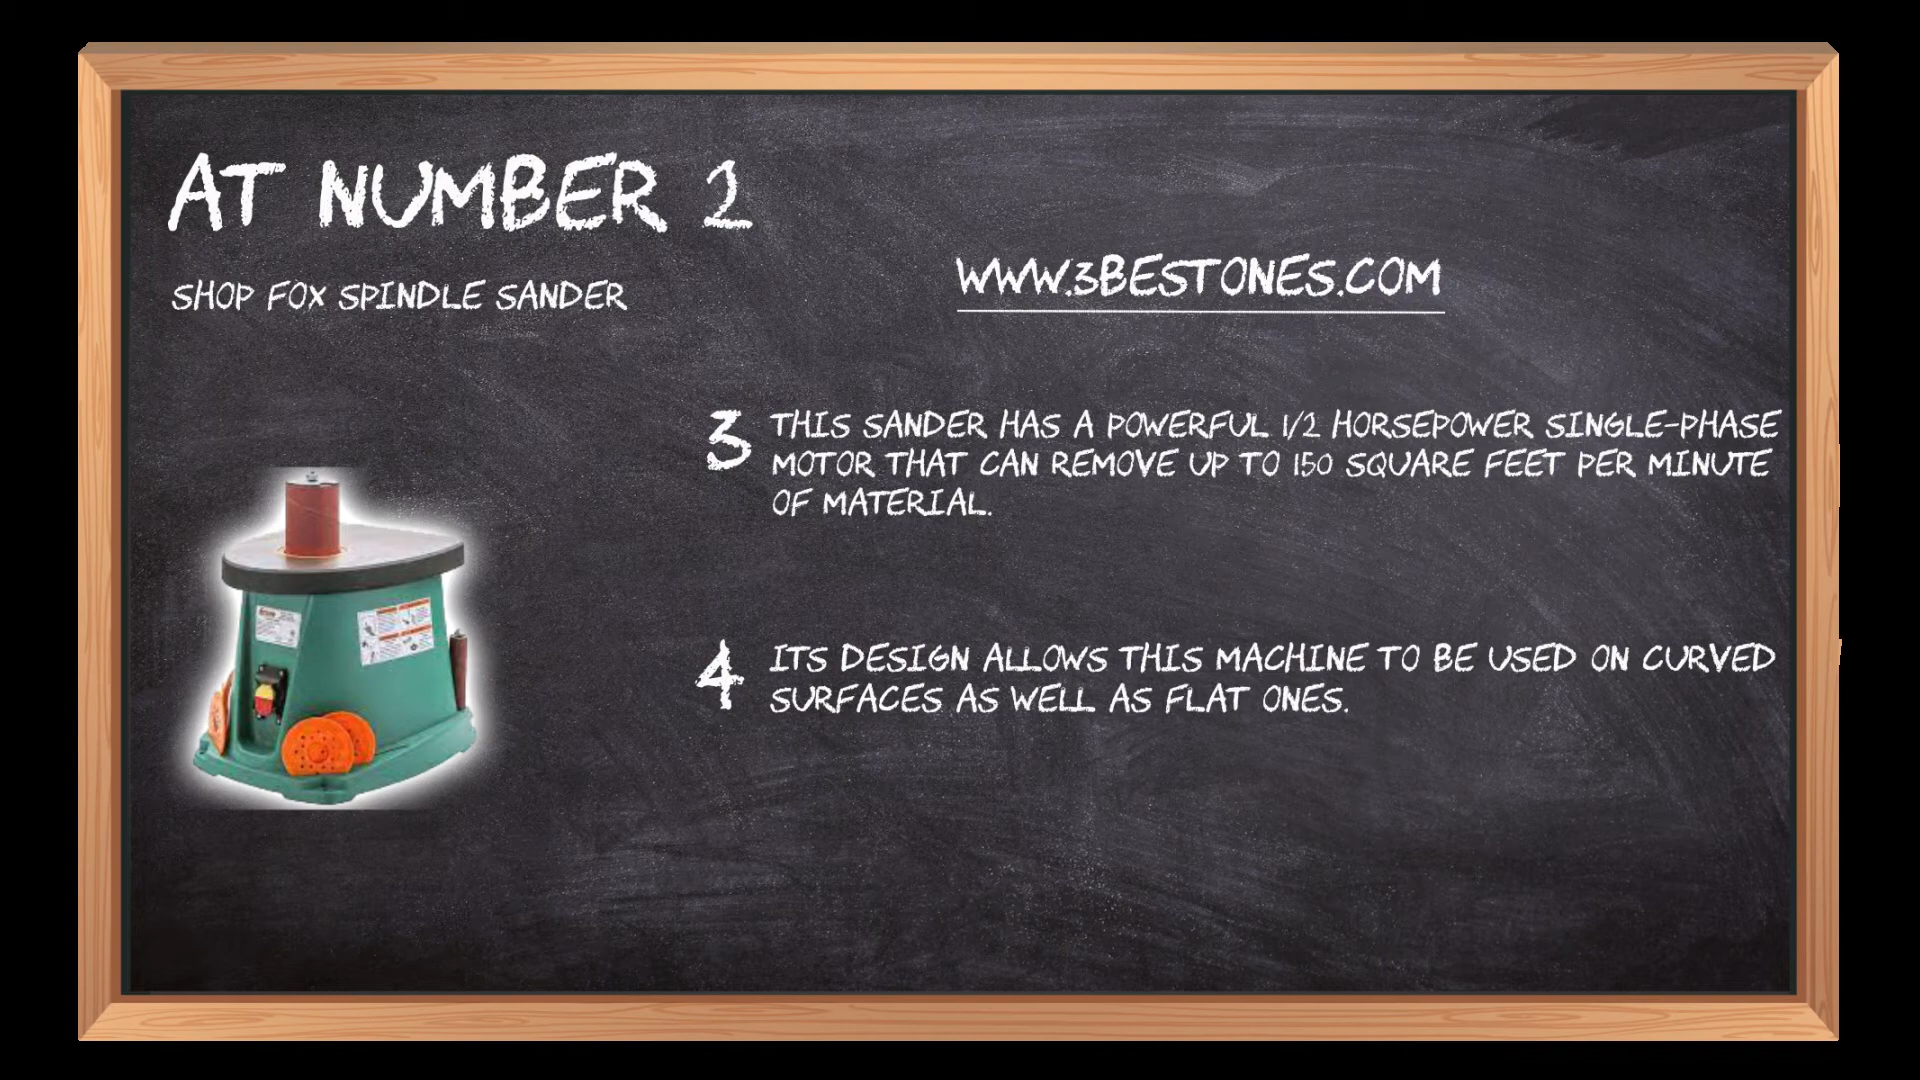 AT NUMBER 2
SHOP FOX SPINDLE SANDER
WWW.3BESTONES.COM
3 THIS SANDER HAS A POWERFUL 1/2 HORSEPOWER SINGLE-PHASE
MOTOR THAT CAN REMOVE UP TO 150 SQUARE FEET PER MINUTE
OF MATERIAL.
4 ITS DESIGN ALLOWS THIS MACHINE TO BE USED ON CURVED
SURFACES AS WELL AS FLAT ONES.